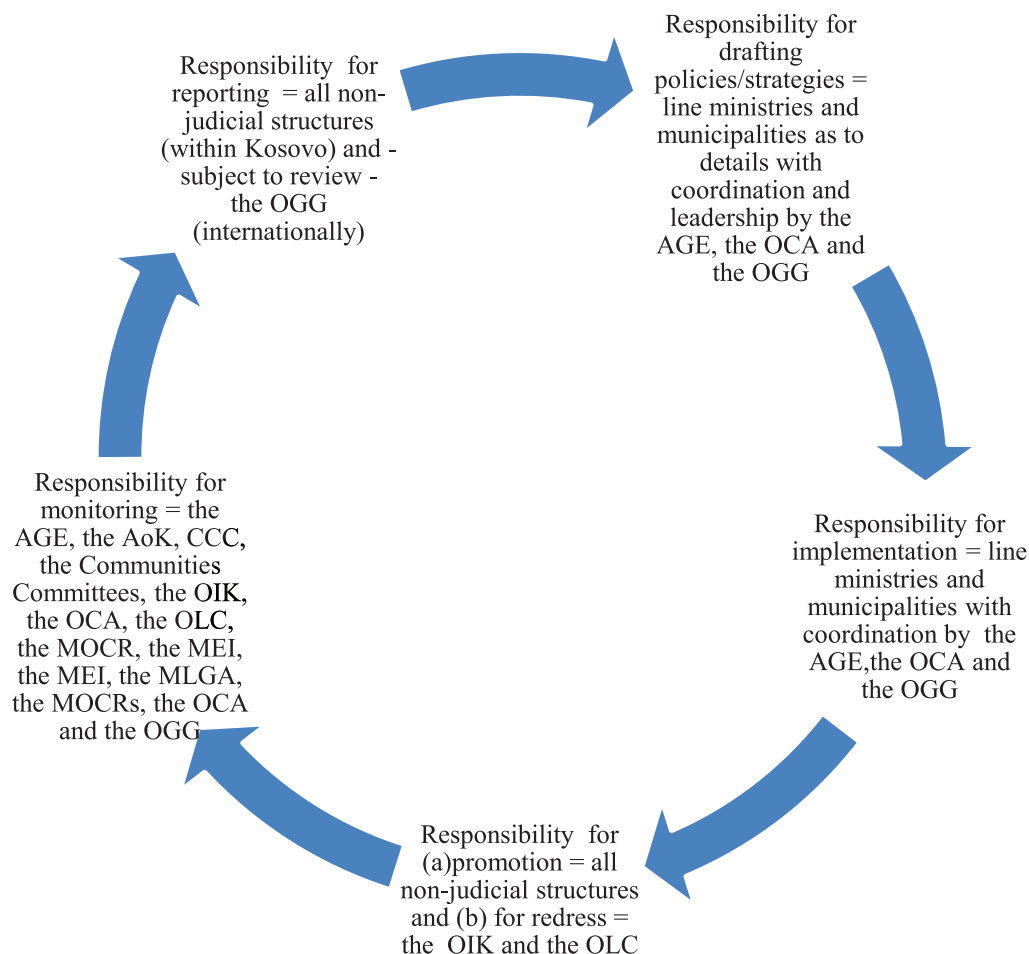 Responsibility for
drafting
policies/strategies =
line ministries and
municipalities as to
details with
coordination and
leadership by the
AGE, the OCA and
the OGG
Responsibility for
implementation = line
ministries and
municipalities with
coordination by the
AGE,the OCA and
the OGG
Responsibility for
(a)promotion = all
non-judicial structures
and (b) for redress =
the OIK and the OLC
Responsibility for
monitoring = the
AGE, the AoK, CCC,
the Communities
Committees, the OIK,
the OCA, the OLC,
the MOCR, the MEI,
the MEI, the MLGA,
the MOCRs, the OCA
and the OGG
Responsibility for
reporting = all non-
judicial structures
(within Kosovo) and -
subject to review -
the OGG
(internationally)